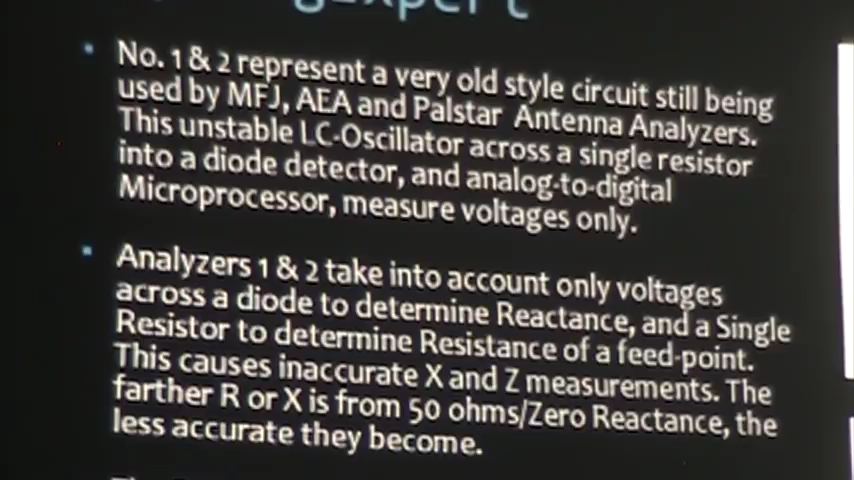 No. 1 & 2 represent a very old style circuit still being
used by MFJ, AEA and Palstar Antenna Analyzers.
This unstable LC-Oscillator across a single resistor
into a diode detector, and analog-to-digital
Microprocessor, measure voltages only.
Analyzers 1 & 2 take into account only voltages
across a diode to determine Reactance, and a Single
Resistor to determine Resistance of a feed-point.
This causes inaccurate X and Z measurements. The
farther R or X is from 50 ohms/Zero Reactance, the
less accurate they become.